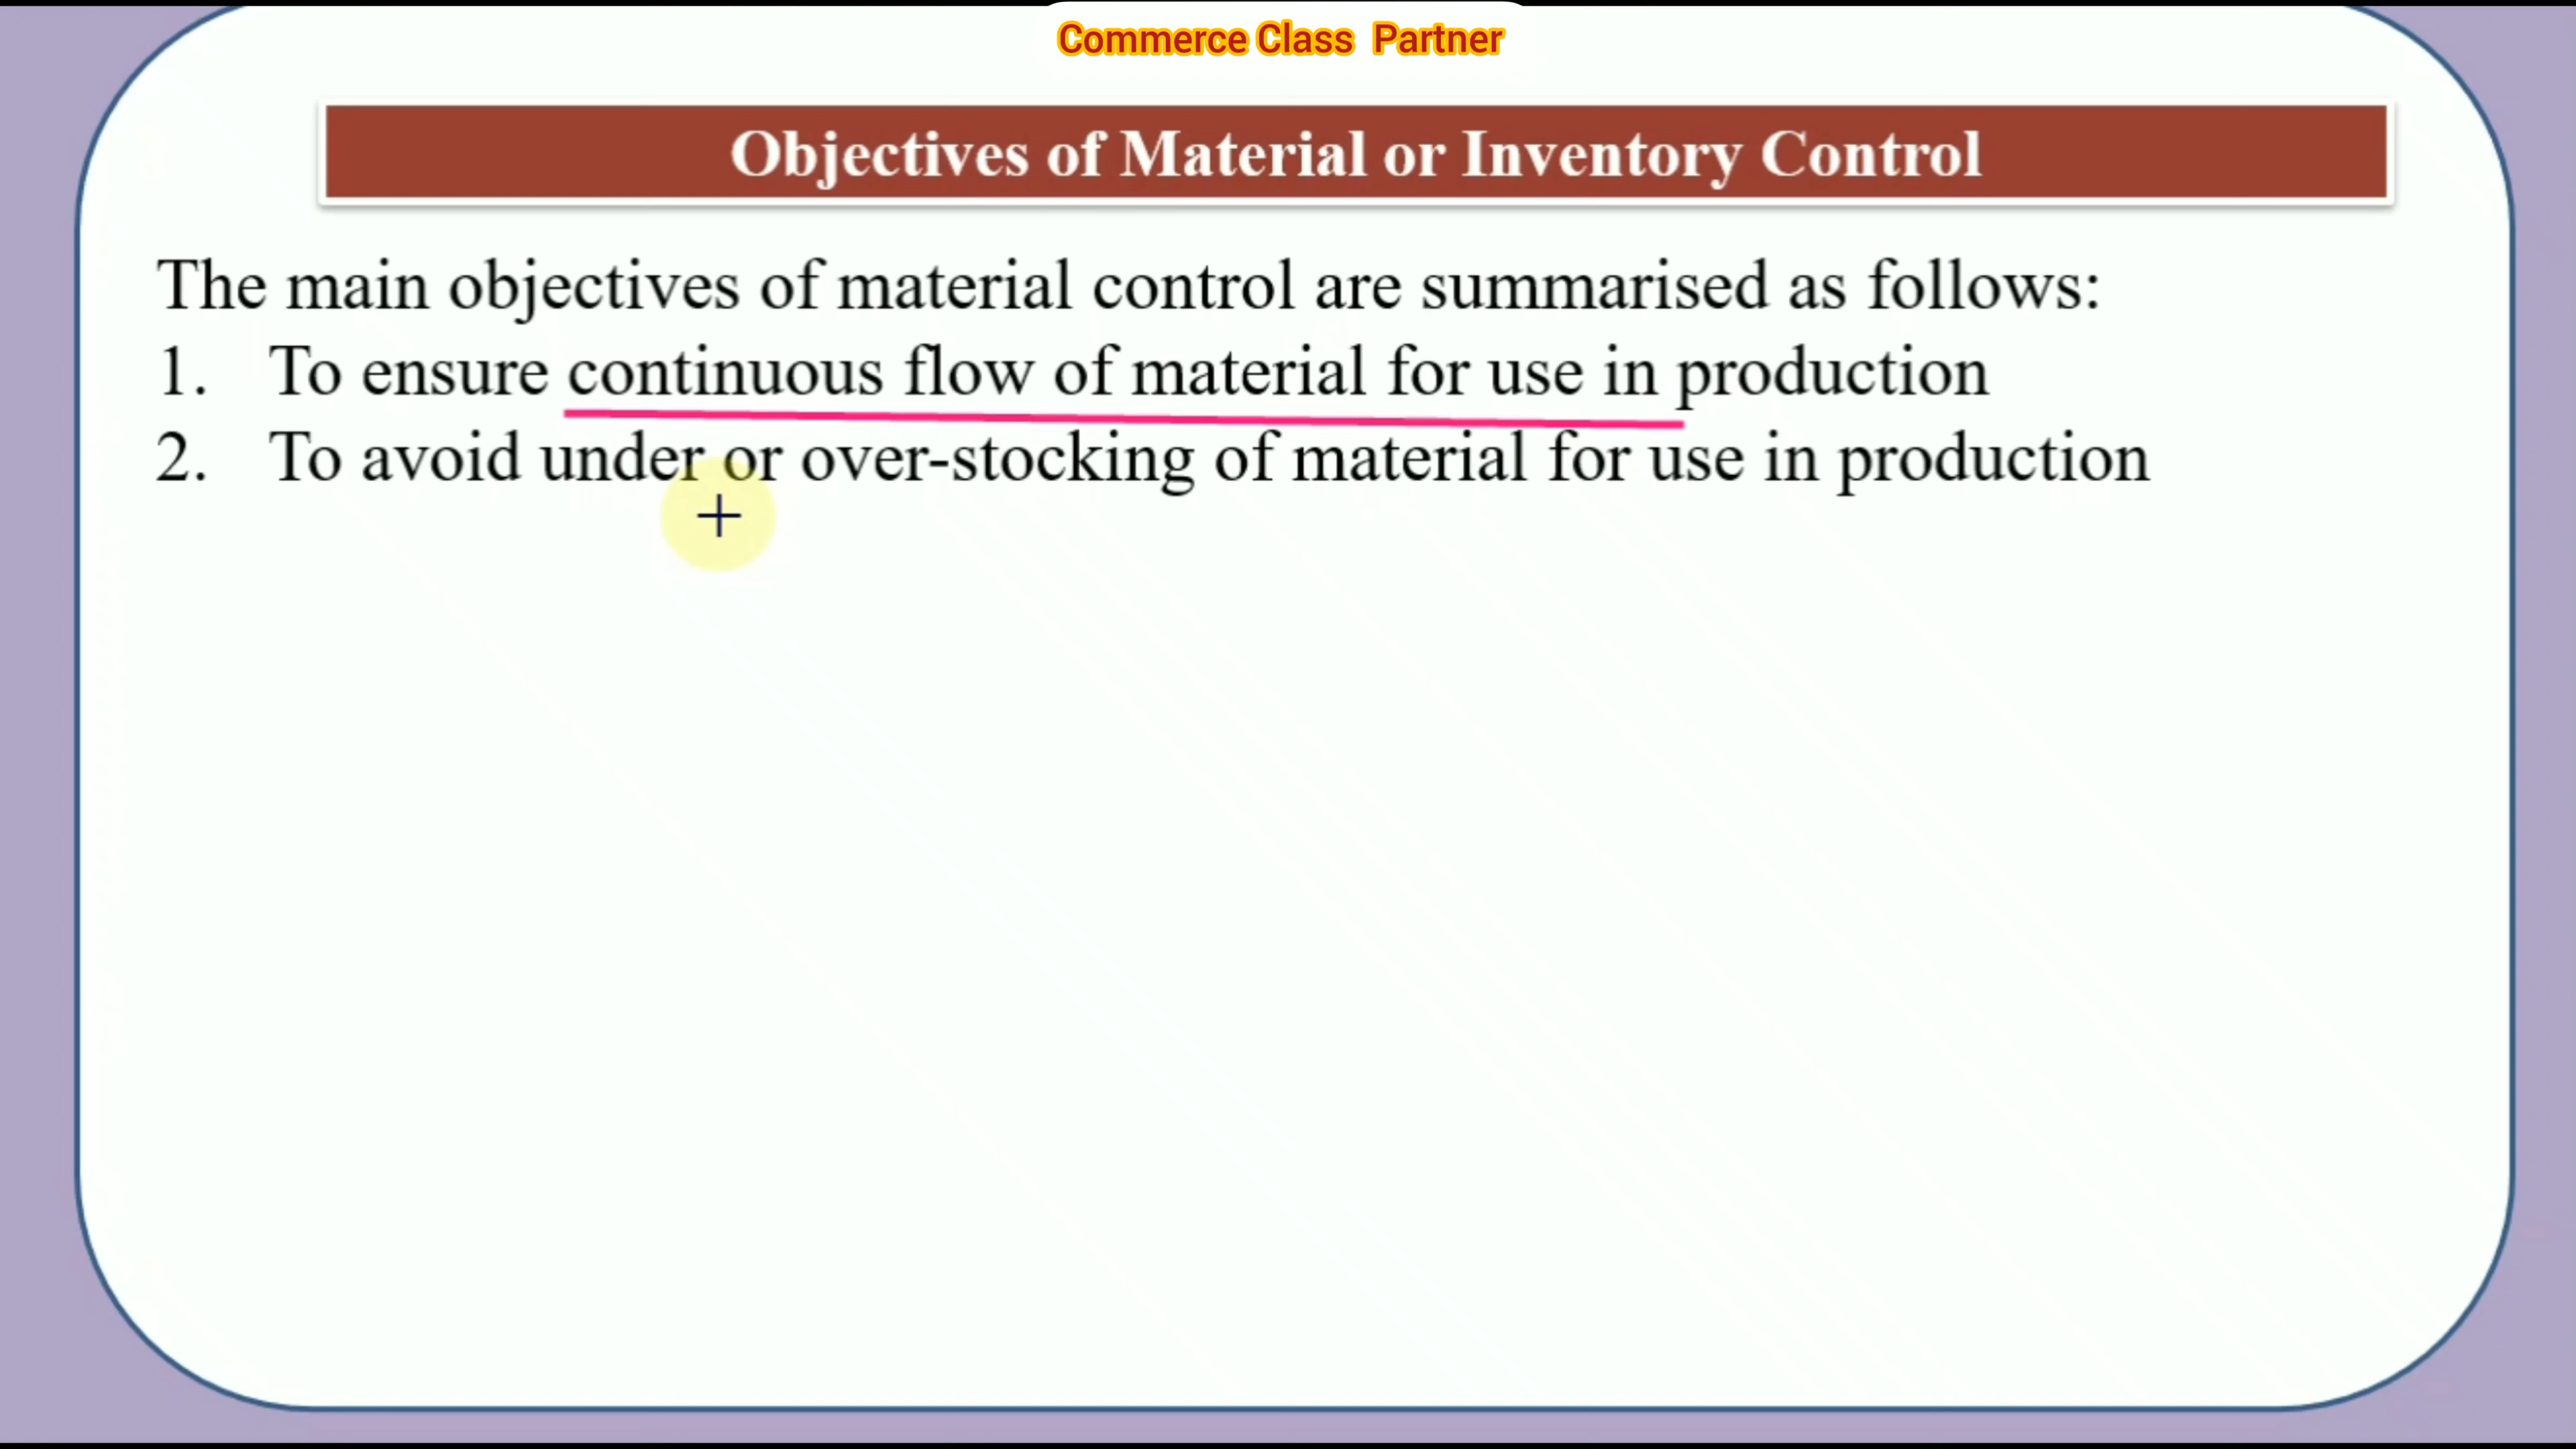 Commerce Class Partner
Objectives of Material or Inventory Control
The main objectives of material control are summarised as follows:
1. To ensure continuous flow of material for use in production
2. To avoid under or over-stocking of material for use in production